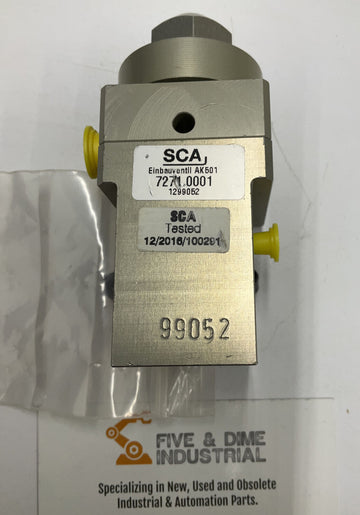 SCA
Einbauventil AK501
7271.0001
1299052
SCA
Tested
12/2016/100291
99052
FIVE & DIME
INDUSTRIAL
Specializing in New, Used and Obsolete
Industrial & Automation Parts.